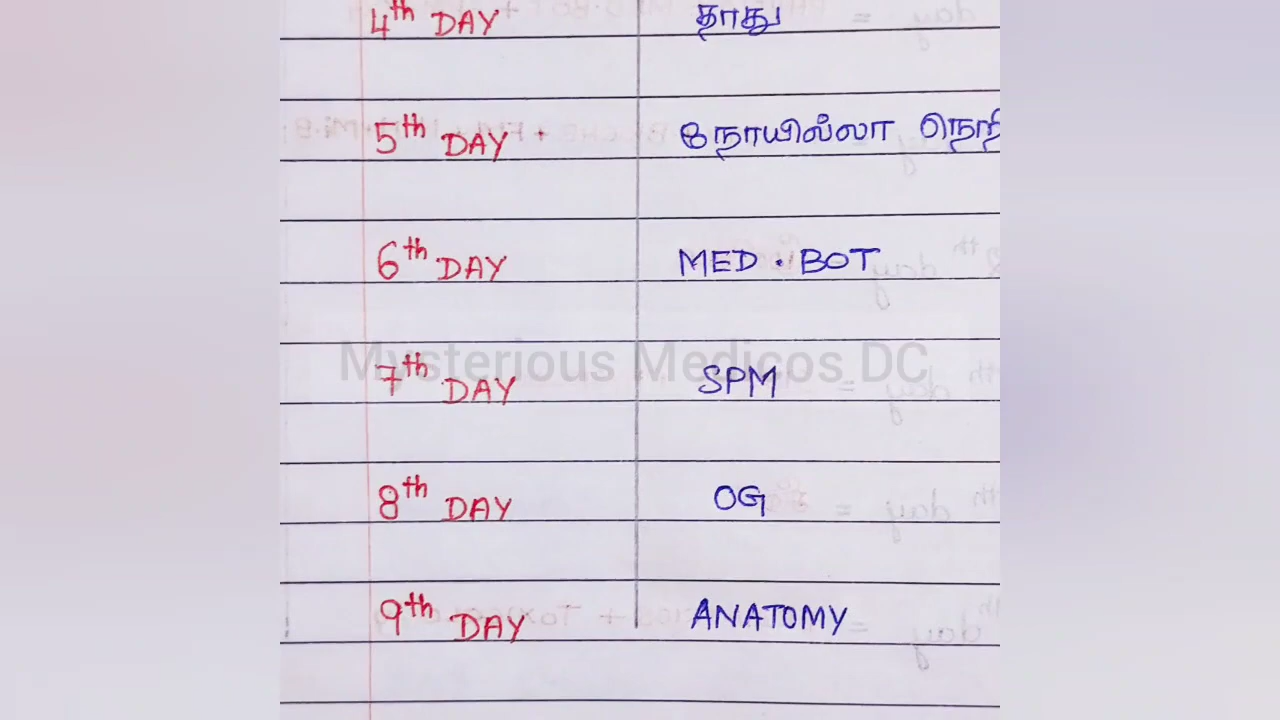 4th DAY தாது
5th DAY நோயில்லா நெறி
6th DAY MED . BOT
7th DAY SPM
Mysterious Medicos DC
8th DAY OG
9th DAY ANATOMY